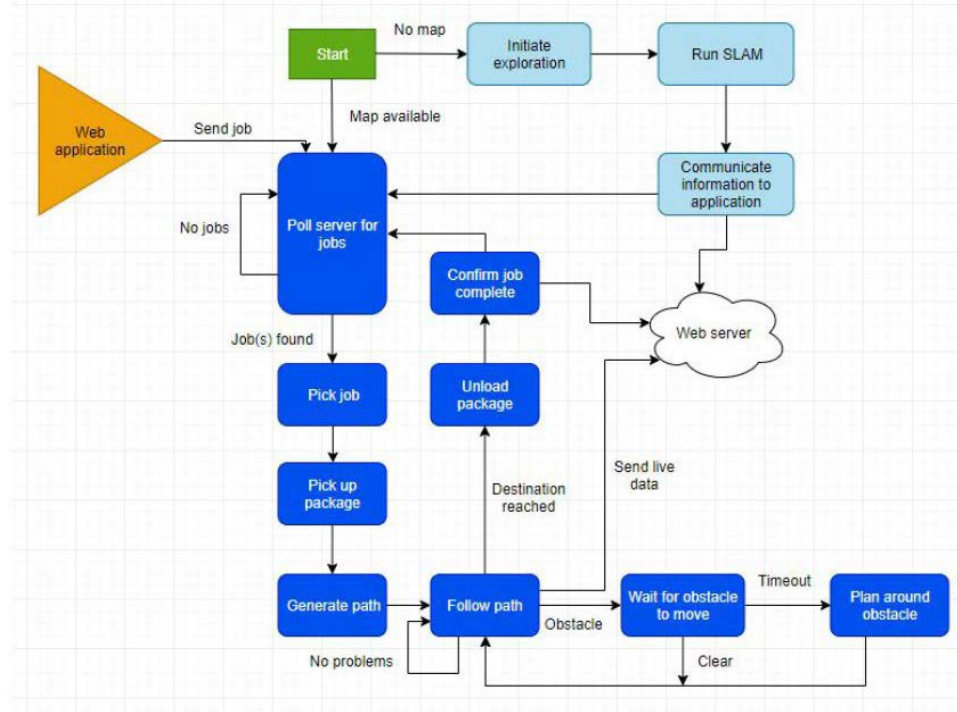 No map
Start
Initiate
exploration
Run SLAM
Map available
Web
application
Send job
Communicate
information to
application
Poll server for
jobs
No jobs
Confirm job
complete
Web server
Job(s) found
Pick job
Unload
package
Pick up
package
Destination
reached
Send live
data
Generate path
Follow path
Obstacle
Wait for obstacle
to move
Timeout
Plan around
obstacle
No problems
Clear